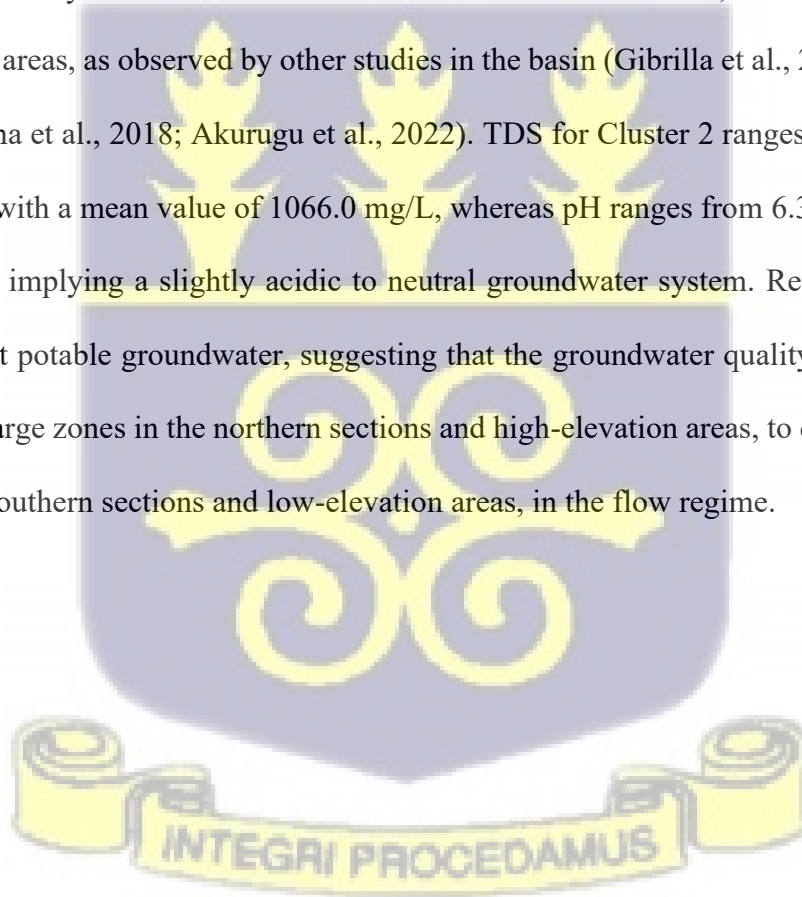 areas, as observed by other studies in the basin (Gibrilla et al., 2
na et al., 2018; Akurugu et al., 2022). TDS for Cluster 2 ranges
with a mean value of 1066.0 mg/L, whereas pH ranges from 6.3
implying a slightly acidic to neutral groundwater system. Re
t potable groundwater, suggesting that the groundwater quality
arge zones in the northern sections and high-elevation areas, to
outhern sections and low-elevation areas, in the flow regime.
INTEGRI PROCEDAMUS